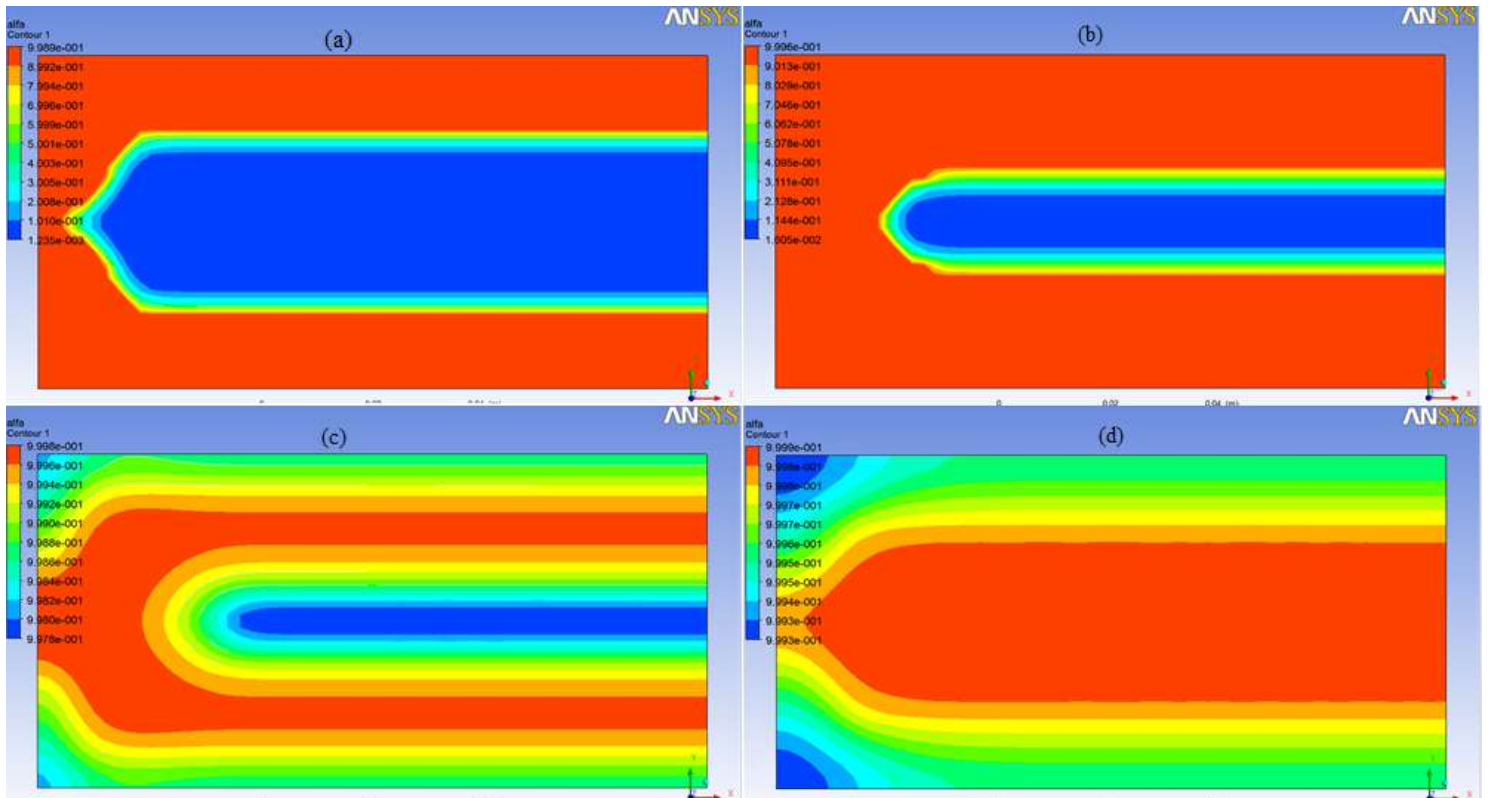 ANSYS
alfa
Contour 1
(a)
9.989e-001
8.992e-001
7.994e-001
6.996e-001
5.999e-001
5.001e-001
4.003e-001
3.005e-001
2.008e-001
1.010e-001
1.235e-003
X
ANSYS
alfa
Contour 1
(b)
9.996e-001
9.013e-001
8.029e-001
7.046e-001
6.062e-001
5.078e-001
4.095e-001
3.111e-001
2.128e-001
1.144e-001
1.605e-002
0 0.02 0.04 (m)
X
ANSYS
alfa
Contour 1
(c)
9.998e-001
9.996e-001
9.994e-001
9.992e-001
9.990e-001
9.988e-001
9.986e-001
9.984e-001
9.982e-001
9.980e-001
9.978e-001
Y
X
ANSYS
alfa
Contour 1
(d)
9.999e-001
9.998e-001
9.998e-001
9.997e-001
9.997e-001
9.996e-001
9.995e-001
9.995e-001
9.994e-001
9.993e-001
9.993e-001
Y
X